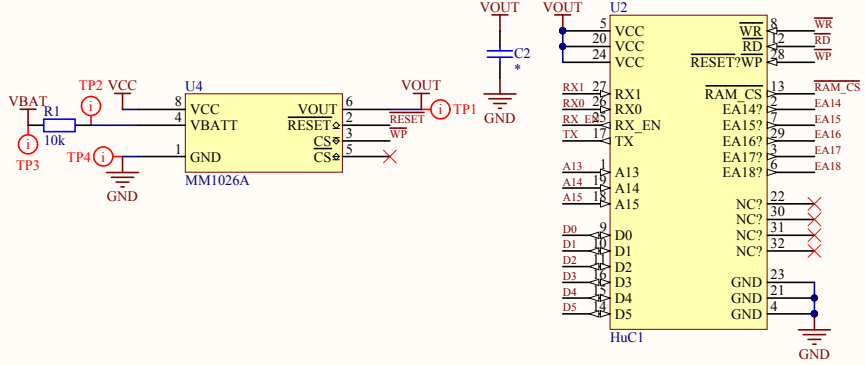 VOUT
VOUT
U2
5 VCC
20 VCC
24 VCC
WR 8 WR
RD 12 RD
RESET?WP 28 WP
C2
*
GND
RX1 27 RX1
RX0 26 RX0
RX_EN 25 RX_EN
TX 17 TX
RAM_CS 13 RAM_CS
EA14? 2 EA14
EA15? 7 EA15
EA16? 29 EA16
EA17? 3 EA17
EA18? 6 EA18
A13 1 A13
A14 19 A14
A15 18 A15
NC? 22
NC? 30
NC? 31
NC? 32
D0 9 D0
D1 10 D1
D2 11 D2
D3 16 D3
D4 15 D4
D5 14 D5
GND 23
GND 21
GND 4
HuC1
GND
U4
TP2
VCC
VBAT
R1
10k
TP3
TP4
GND
8 VCC
4 VBATT
1 GND
VOUT 6
RESET 2 RESET
CS 3 WP
CS 5
VOUT
TP1
MM1026A